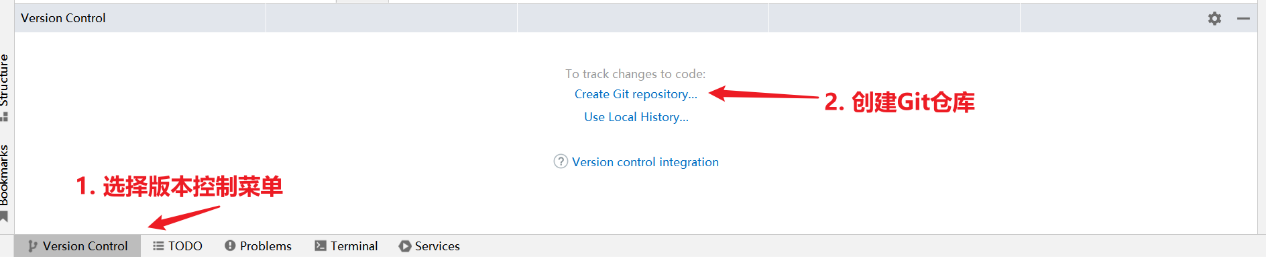 Version Control
Structure
Bookmarks
To track changes to code:
Create Git repository...
Use Local History...
? Version control integration
2. 创建Git仓库
1. 选择版本控制菜单
Version Control TODO Problems Terminal Services